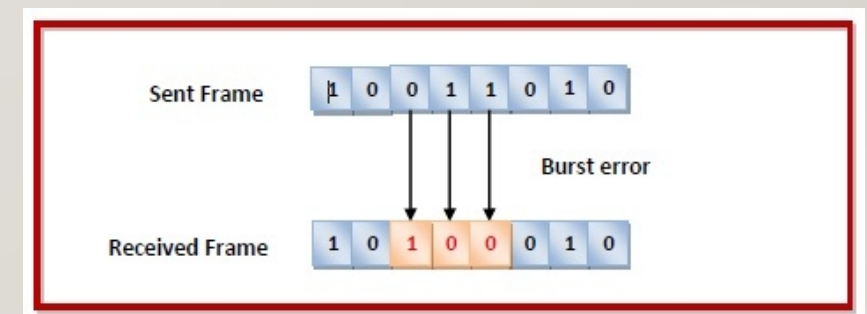 Sent Frame 1 0 0 1 1 0 1 0
Burst error
Received Frame 1 0 1 0 0 0 1 0